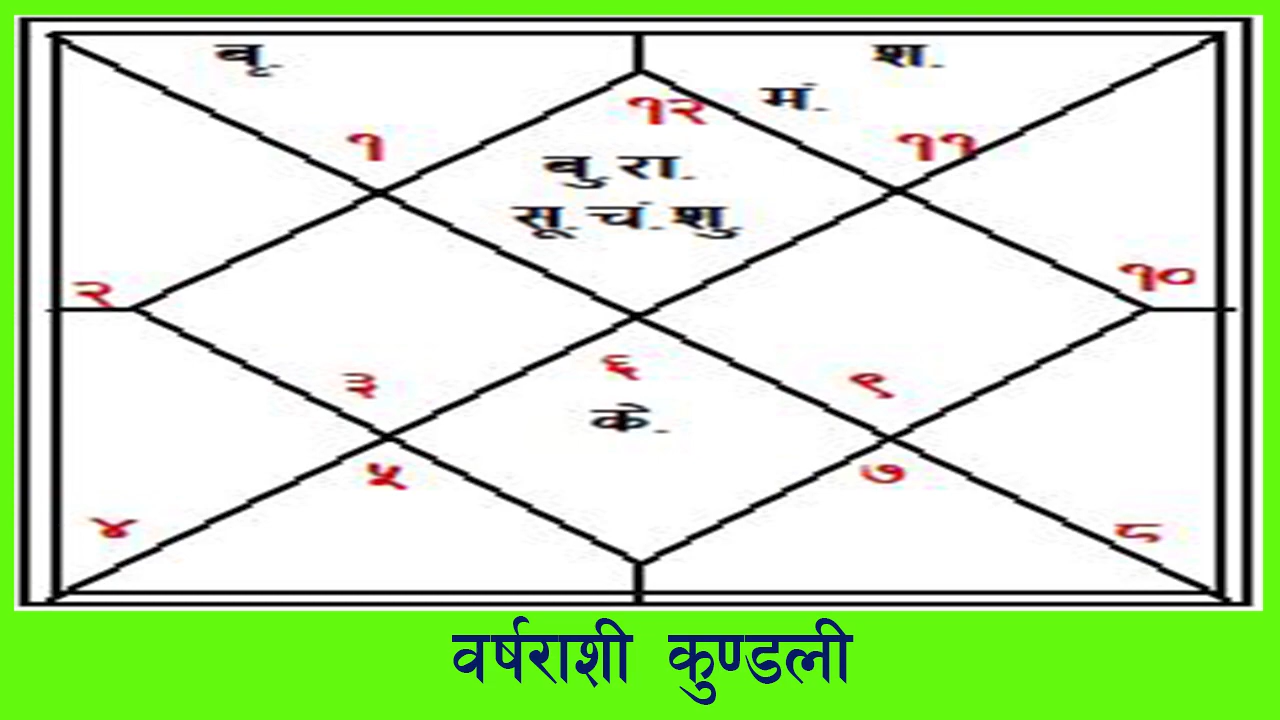 बृ.
श.
मं.
१२
१
११
बु. रा.
सू. चं. शु.
२
१०
३
६
९
के.
५
७
४
८
वर्षराशी कुण्डली